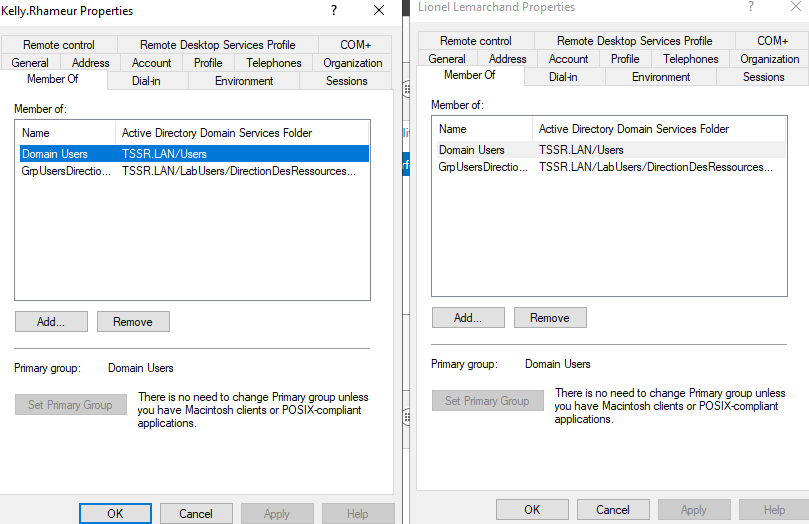 Kelly.Rhameur Properties ?
Remote control Remote Desktop Services Profile COM+
General Address Account Profile Telephones Organization
Member Of Dial-in Environment Sessions
Member of:
Name Active Directory Domain Services Folder
Domain Users TSSR.LAN/Users
GrpUsersDirectio... TSSR.LAN/LabUsers/DirectionDesRessources...
Add... Remove
Primary group: Domain Users
Set Primary Group
There is no need to change Primary group unless
you have Macintosh clients or POSIX-compliant
applications.
OK Cancel Apply Help
Lionel Lemarchand Properties ?
Remote control Remote Desktop Services Profile COM+
General Address Account Profile Telephones Organization
Member Of Dial-in Environment Sessions
Member of:
Name Active Directory Domain Services Folder
Domain Users TSSR.LAN/Users
GrpUsersDirectio... TSSR.LAN/LabUsers/DirectionDesRessources...
Add... Remove
Primary group: Domain Users
Set Primary Group
There is no need to change Primary group unless
you have Macintosh clients or POSIX-compliant
applications.
OK Cancel Apply Help